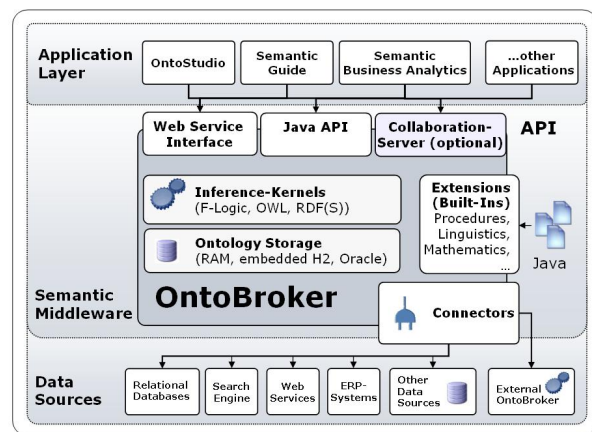 Application
Layer
OntoStudio
Semantic
Guide
Semantic
Business Analytics
...other
Applications
Web Service
Interface
Java API
Collaboration-
Server (optional)
API
Inference-Kernels
(F-Logic, OWL, RDF(S))
Ontology Storage
(RAM, embedded H2, Oracle)
Extensions
(Built-Ins)
Procedures,
Linguistics,
Mathematics,
...
Java
OntoBroker
Semantic
Middleware
Connectors
Data
Sources
Relational
Databases
Search
Engine
Web
Services
ERP-
Systems
Other
Data
Sources
External
OntoBroker